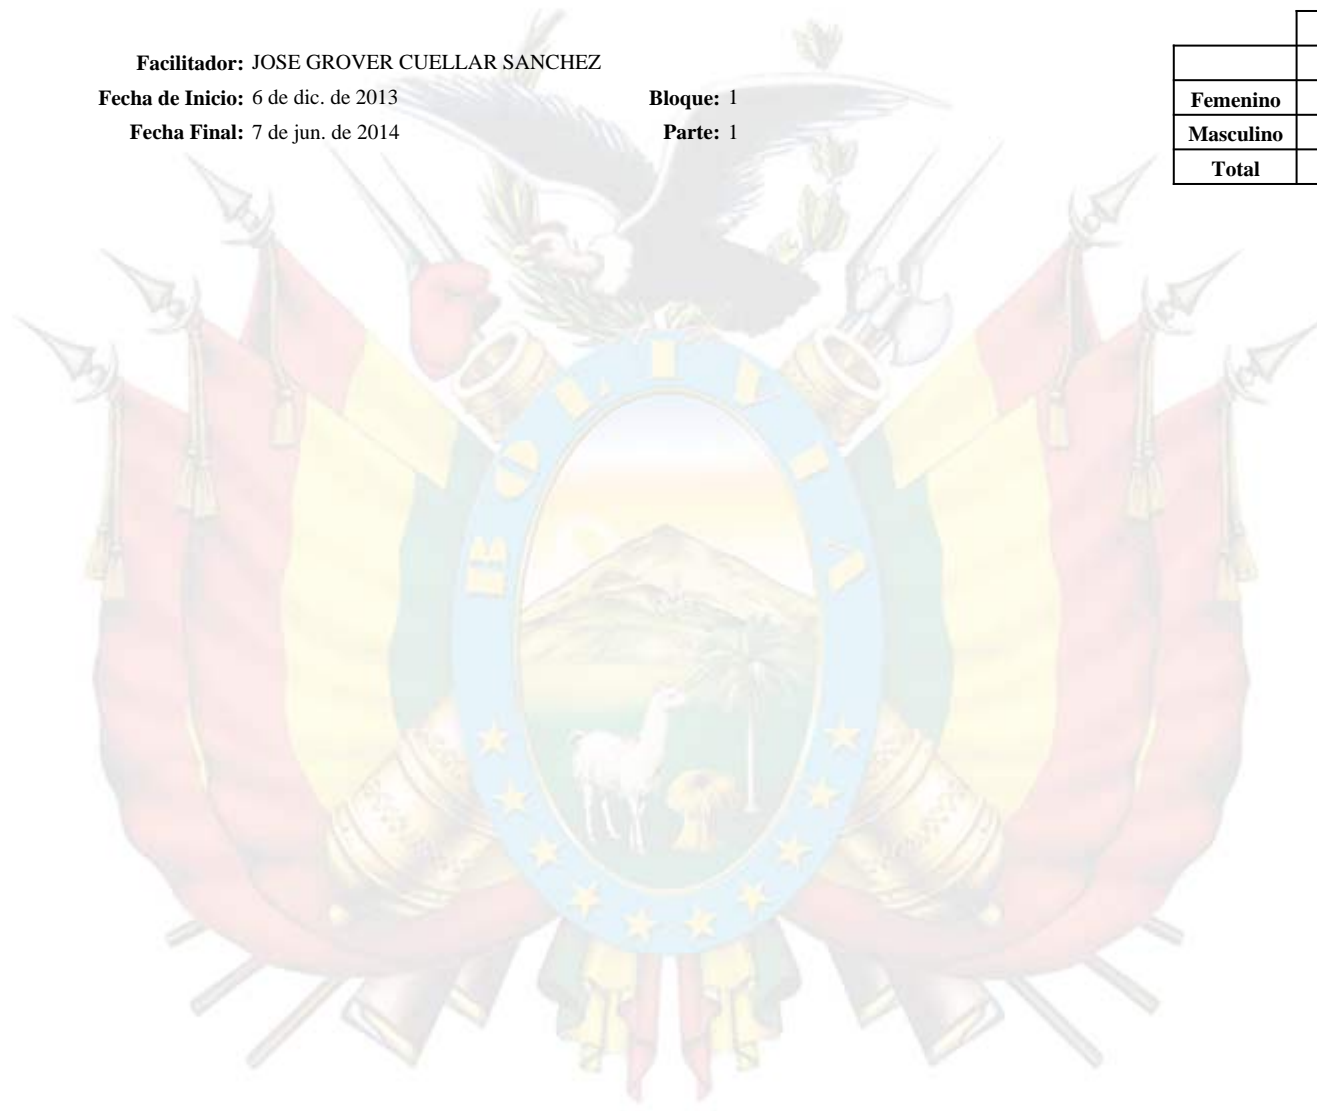 Facilitador: JOSE GROVER CUELLAR SANCHEZ
Fecha de Inicio: 6 de dic. de 2013 Bloque: 1
Fecha Final: 7 de jun. de 2014 Parte: 1
Femenino
Masculino
Total
BOLIVIA